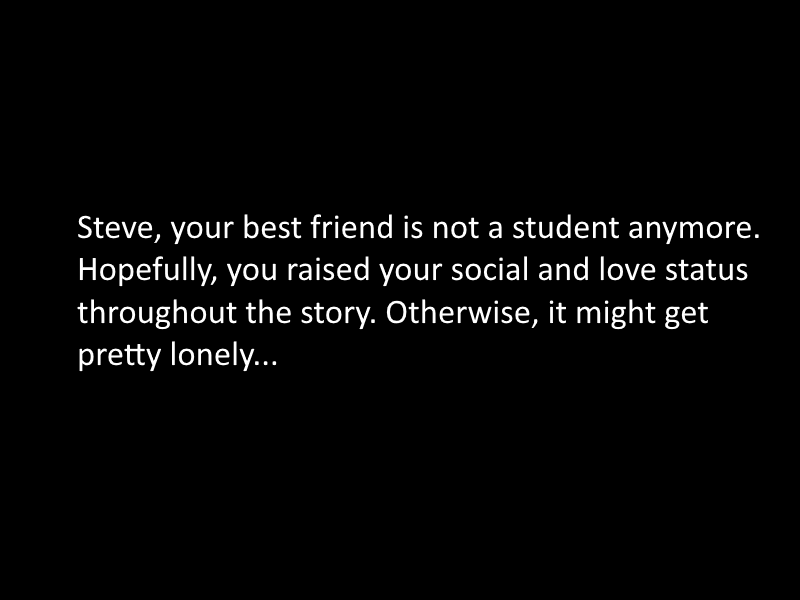 Steve, your best friend is not a student anymore.
Hopefully, you raised your social and love status
throughout the story. Otherwise, it might get
pretty lonely...